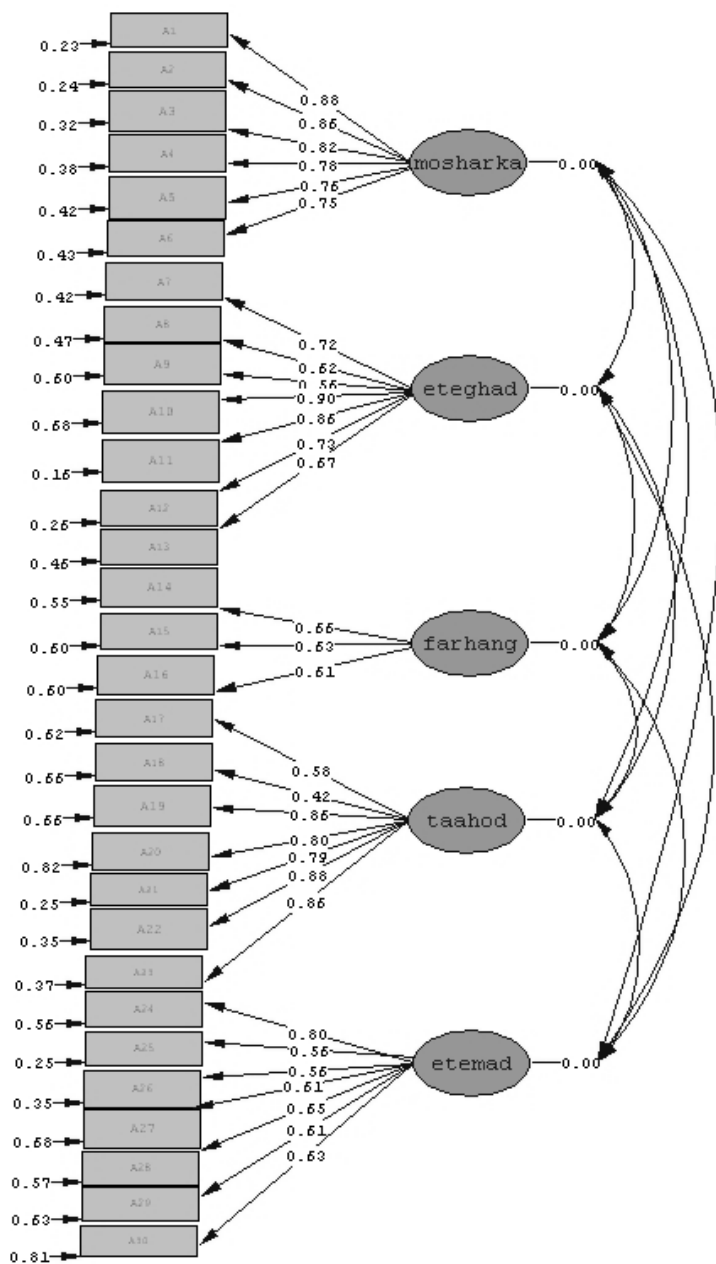 A1
0.23
A2
0.24
0.88
A3
0.86
0.32
0.82
A4
mosharka
0.00
0.38
0.78
A5
0.76
0.42
0.75
A6
0.43
A7
0.42
A8
0.72
0.47
A9
0.62
0.60
0.56
eteghad
0.00
0.90
A10
0.68
0.86
A11
0.73
0.16
0.67
A12
0.26
A13
0.46
A14
0.55
0.66
A15
0.60
0.63
farhang
0.00
A16
0.61
0.60
A17
0.62
A18
0.58
0.66
0.42
A19
0.86
taahod
0.00
0.66
A20
0.80
0.82
0.79
A21
0.88
0.25
A22
0.86
0.35
A23
0.37
A24
0.56
0.80
A25
0.56
0.25
etemad
0.00
0.56
A26
0.61
0.35
0.65
A27
0.61
0.68
0.63
A28
0.57
A29
0.63
A30
0.81